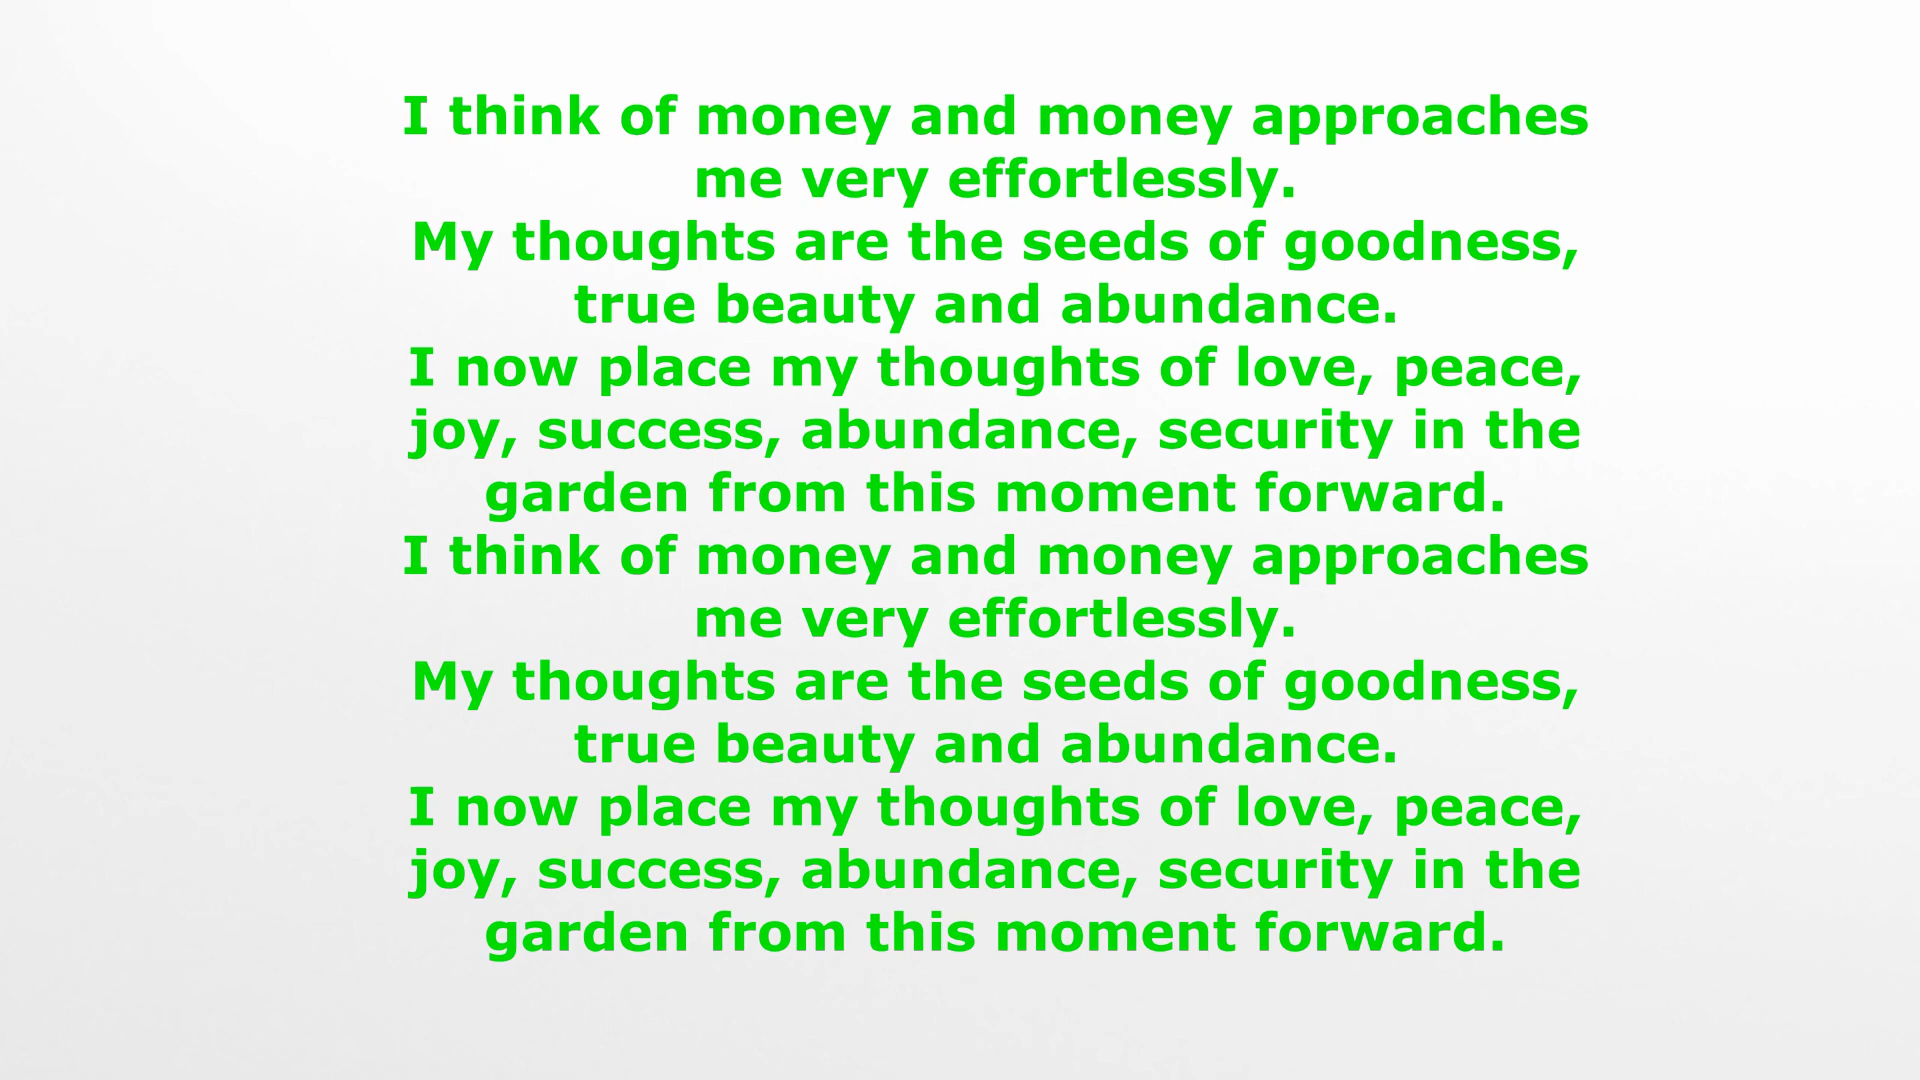 I think of money and money approaches
me very effortlessly.
My thoughts are the seeds of goodness,
true beauty and abundance.
I now place my thoughts of love, peace,
joy, success, abundance, security in the
garden from this moment forward.
I think of money and money approaches
me very effortlessly.
My thoughts are the seeds of goodness,
true beauty and abundance.
I now place my thoughts of love, peace,
joy, success, abundance, security in the
garden from this moment forward.